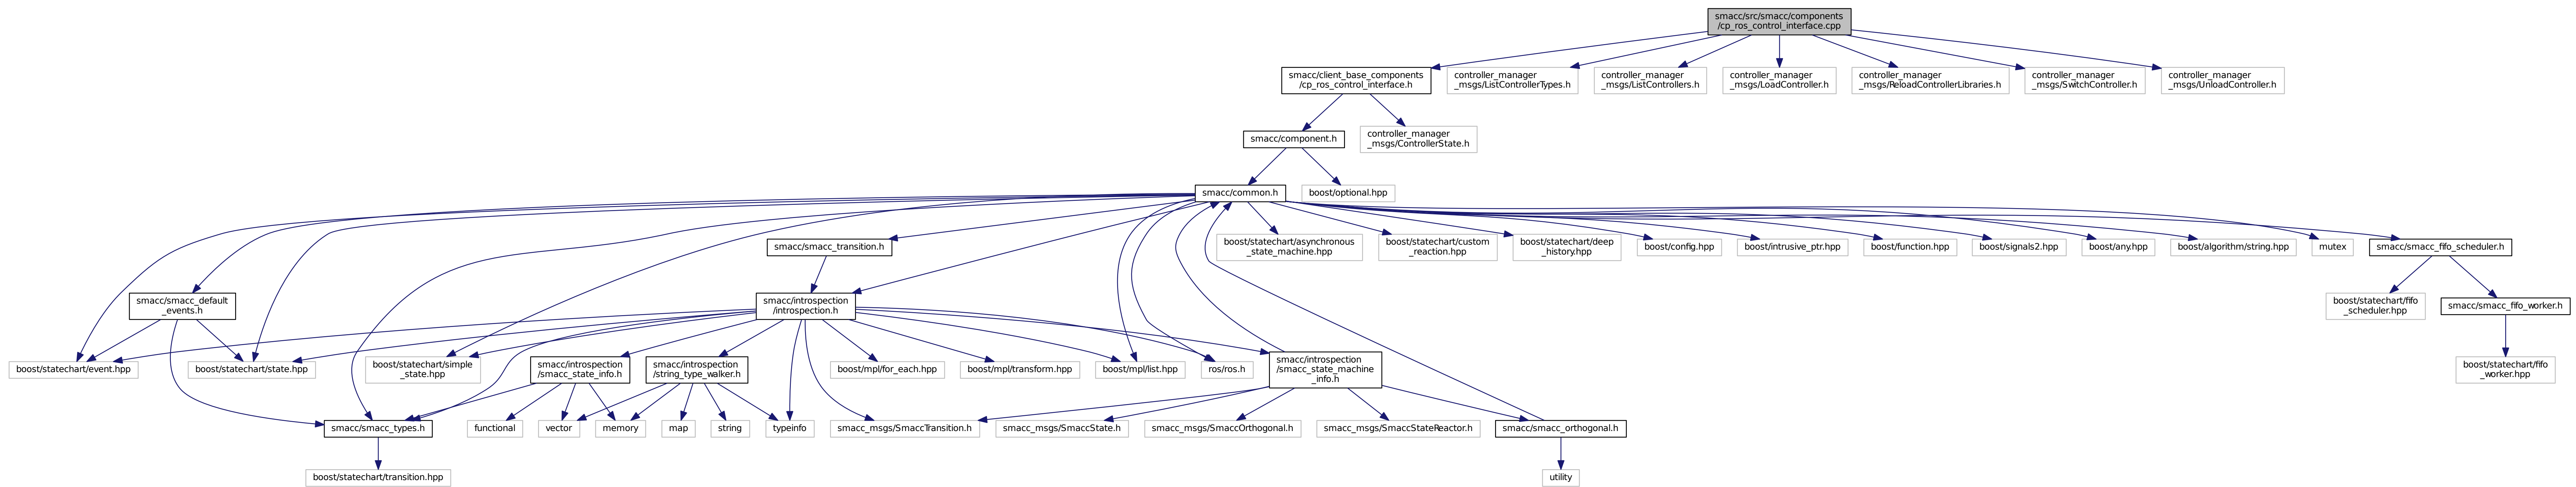 smacc/src/smacc/components
/cp_ros_control_interface.cpp
smacc/client_base_components
/cp_ros_control_interface.h
controller_manager
_msgs/ListControllerTypes.h
controller_manager
_msgs/ListControllers.h
controller_manager
_msgs/LoadController.h
controller_manager
_msgs/ReloadControllerLibraries.h
controller_manager
_msgs/SwitchController.h
controller_manager
_msgs/UnloadController.h
smacc/component.h
controller_manager
_msgs/ControllerState.h
smacc/common.h
boost/optional.hpp
smacc/smacc_transition.h
boost/statechart/asynchronous
_state_machine.hpp
boost/statechart/custom
_reaction.hpp
boost/statechart/deep
_history.hpp
boost/config.hpp
boost/intrusive_ptr.hpp
boost/function.hpp
boost/signals2.hpp
boost/any.hpp
boost/algorithm/string.hpp
mutex
smacc/smacc_fifo_scheduler.h
smacc/smacc_default
_events.h
smacc/introspection
/introspection.h
boost/statechart/fifo
_scheduler.hpp
smacc/smacc_fifo_worker.h
boost/statechart/event.hpp
boost/statechart/state.hpp
boost/statechart/simple
_state.hpp
smacc/introspection
/smacc_state_info.h
smacc/introspection
/string_type_walker.h
boost/mpl/for_each.hpp
boost/mpl/transform.hpp
boost/mpl/list.hpp
ros/ros.h
smacc/introspection
/smacc_state_machine
_info.h
boost/statechart/fifo
_worker.hpp
smacc/smacc_types.h
functional
vector
memory
map
string
typeinfo
smacc_msgs/SmaccTransition.h
smacc_msgs/SmaccState.h
smacc_msgs/SmaccOrthogonal.h
smacc_msgs/SmaccStateReactor.h
smacc/smacc_orthogonal.h
boost/statechart/transition.hpp
utility